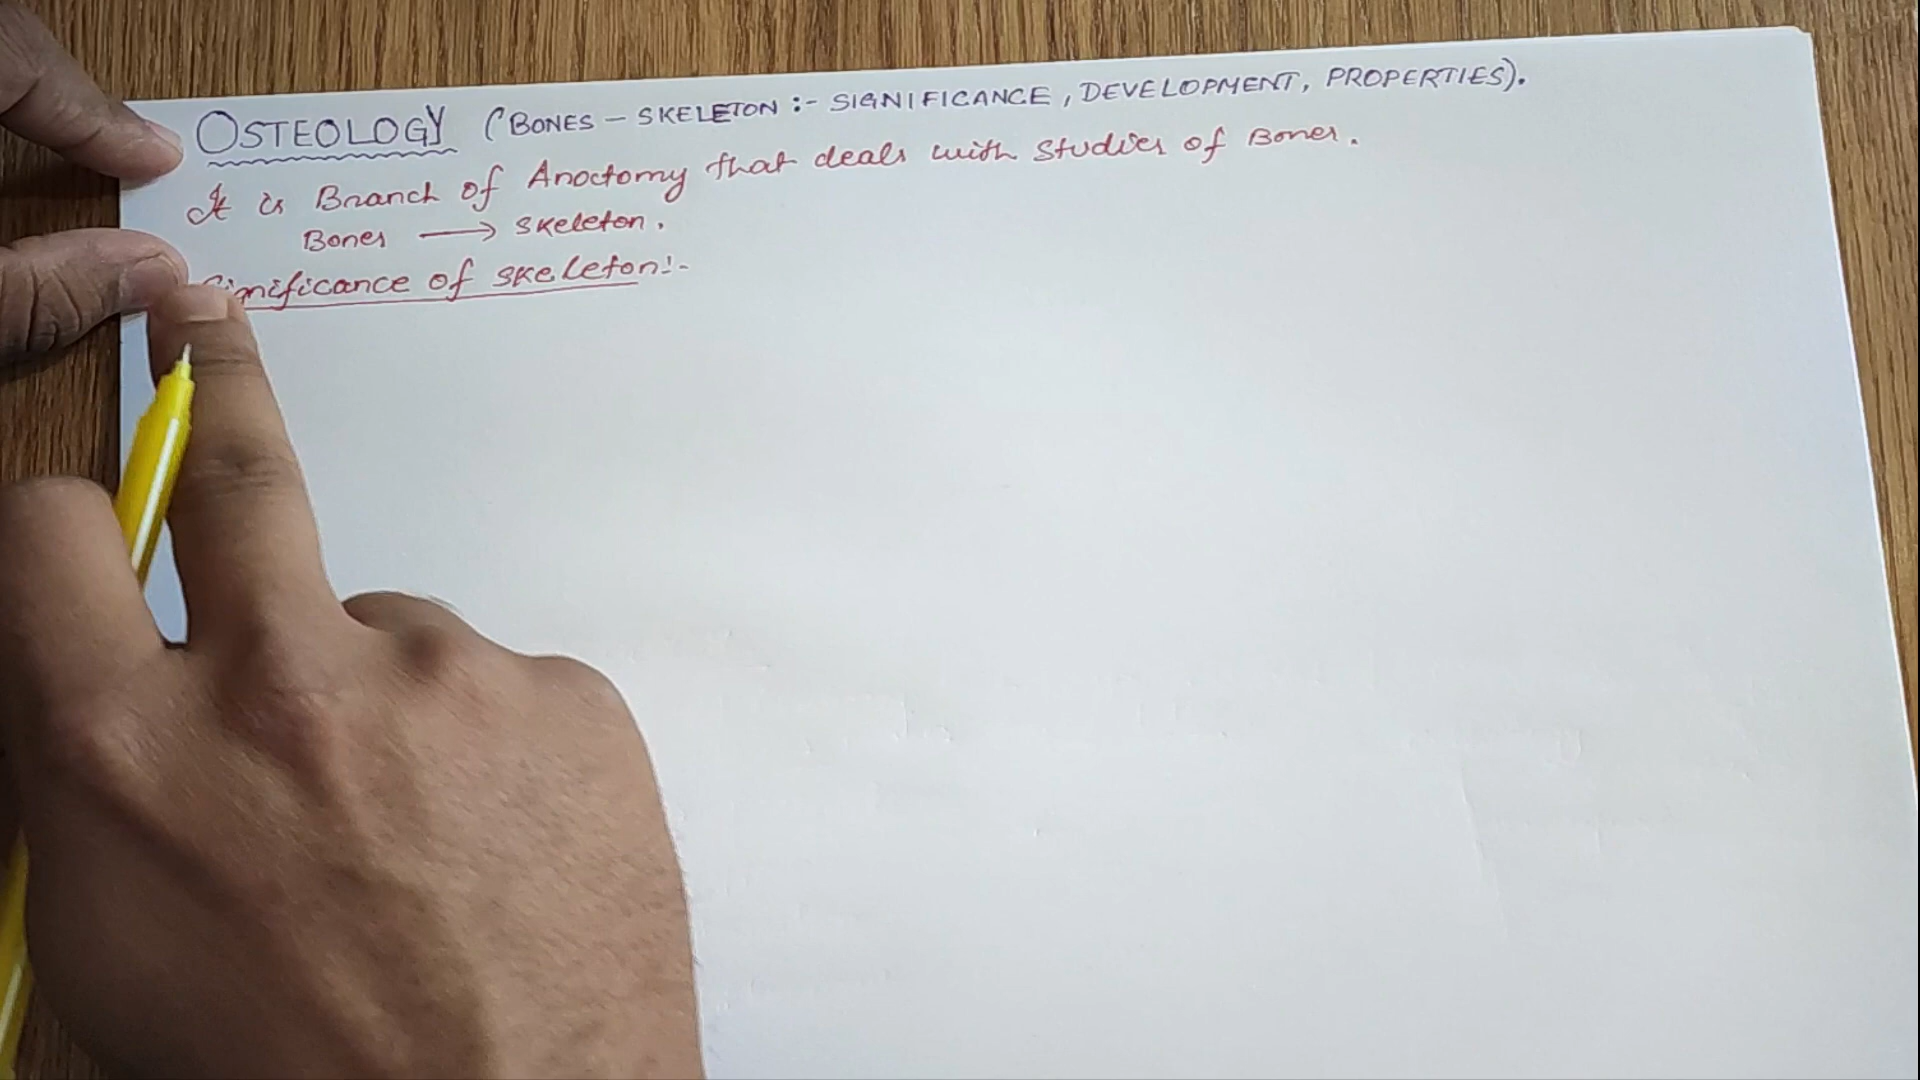 OSTEOLOGY (BONES - SKELETON :- SIGNIFICANCE, DEVELOPMENT, PROPERTIES).
It is Branch of Anoctomy that deals with Studies of Bones.
Bones → Skeleton.
Significance of Skeleton:-